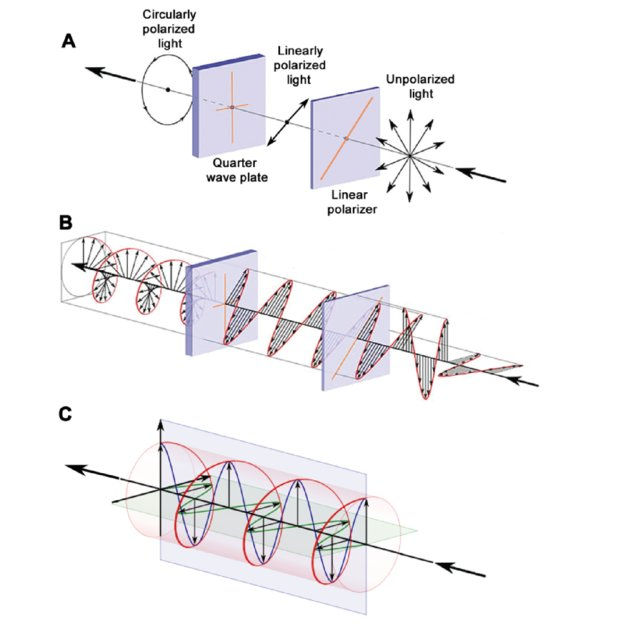 Circularly
polarized
light
A
Linearly
polarized
light
Unpolarized
light
Quarter
wave plate
Linear
polarizer
B
C